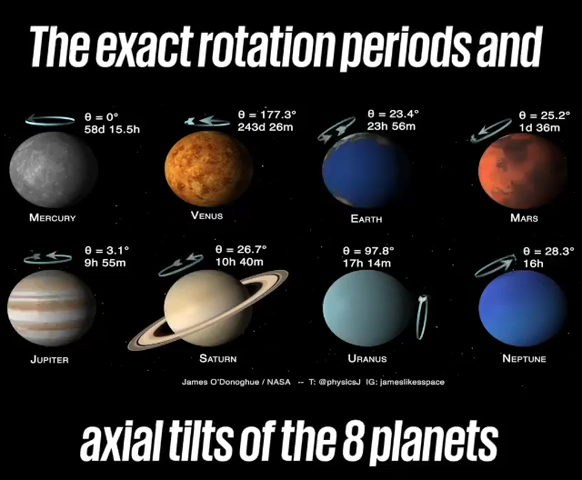 The exact rotation periods and
θ = 0°
58d 15.5h
MERCURY
θ = 177.3°
243d 26m
VENUS
θ = 23.4°
23h 56m
EARTH
θ = 25.2°
1d 36m
MARS
θ = 3.1°
9h 55m
JUPITER
θ = 26.7°
10h 40m
SATURN
θ = 97.8°
17h 14m
URANUS
θ = 28.3°
16h
NEPTUNE
James O'Donoghue / NASA -- T: @physicsJ IG: jameslikesspace
axial tilts of the 8 planets